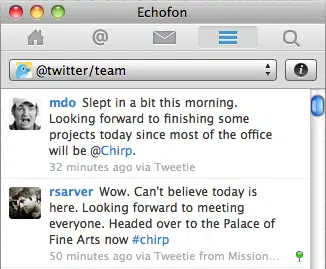 Echofon
@twitter/team
mdo Slept in a bit this morning.
Looking forward to finishing some
projects today since most of the office
will be @Chirp.
32 minutes ago via Tweetie
rsarver Wow. Can't believe today is
here. Looking forward to meeting
everyone. Headed over to the Palace of
Fine Arts now #chirp
50 minutes ago via Tweetie from Mission...